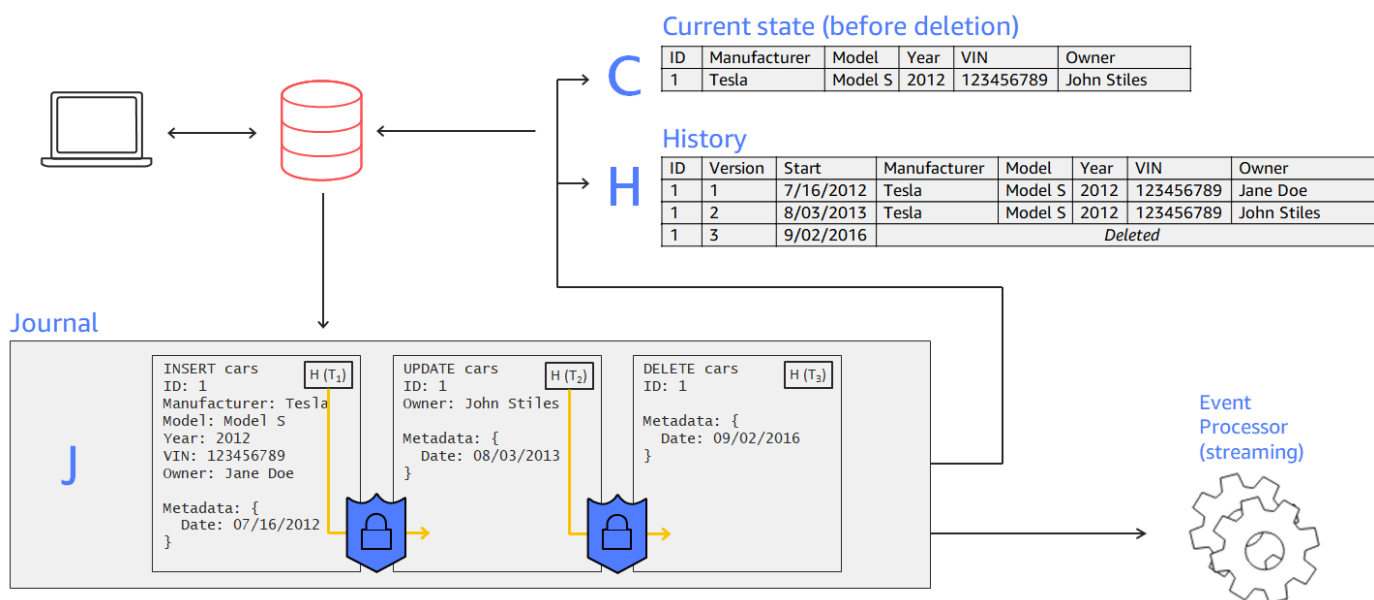 Current state (before deletion)
C
ID Manufacturer Model Year VIN Owner
1 Tesla Model S 2012 123456789 John Stiles
History
H
ID Version Start Manufacturer Model Year VIN Owner
1 1 7/16/2012 Tesla Model S 2012 123456789 Jane Doe
1 2 8/03/2013 Tesla Model S 2012 123456789 John Stiles
1 3 9/02/2016 Deleted
Journal
J
INSERT cars
H (T₁)
ID: 1
Manufacturer: Tesla
Model: Model S
Year: 2012
VIN: 123456789
Owner: Jane Doe
Metadata: {
Date: 07/16/2012
}
UPDATE cars
H (T₂)
ID: 1
Owner: John Stiles
Metadata: {
Date: 08/03/2013
}
DELETE cars
H (T₃)
ID: 1
Metadata: {
Date: 09/02/2016
}
Event
Processor
(streaming)